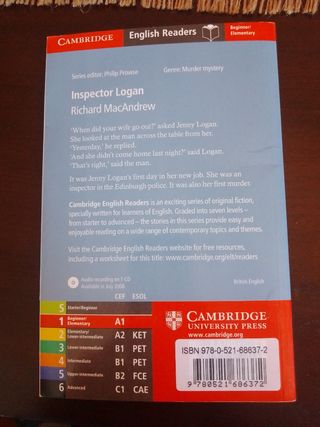 CAMBRIDGE English Readers Beginner/
Elementary
Series editor: Philip Prowse Genre: Murder mystery
Inspector Logan
Richard MacAndrew
'When did your wife go out?' asked Jenny Logan.
She looked at the man across the table from her.
'Yesterday,' he replied.
'And she didn't come home last night?' said Logan.
'That's right,' said the man.
It was Jenny Logan's first day in her new job. She was an
inspector in the Edinburgh police. It was also her first murder.
Cambridge English Readers is an exciting series of original fiction,
specially written for learners of English. Graded into seven levels –
from starter to advanced – the stories in this series provide easy and
enjoyable reading on a wide range of contemporary topics and themes.
Visit the Cambridge English Readers website for free resources,
including a worksheet for this title: www.cambridge.org/elt/readers
Audio recording on 1 CD
Available in July 2008
British English
CEF ESOL
S Starter/Beginner
1 Beginner/
Elementary A1
2 Elementary/
Lower-intermediate A2 KET
3 Lower-intermediate B1 PET
4 Intermediate B1 PET
5 Upper-intermediate B2 FCE
6 Advanced C1 CAE
CAMBRIDGE
UNIVERSITY PRESS
www.cambridge.org
ISBN 978-0-521-68637-2
9 780521 686372